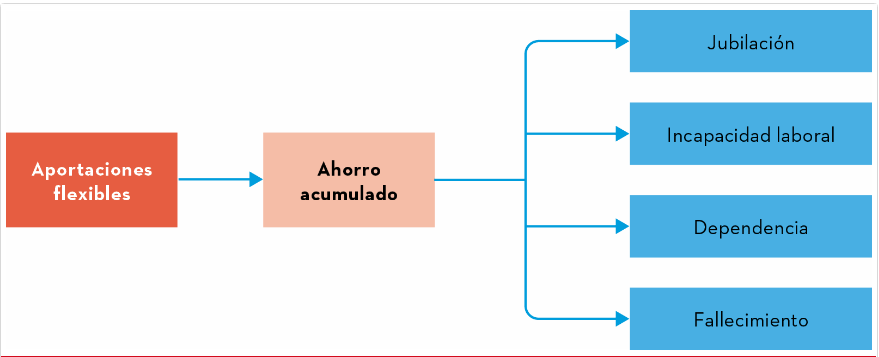 Aportaciones
flexibles
Ahorro
acumulado
Jubilación
Incapacidad laboral
Dependencia
Fallecimiento